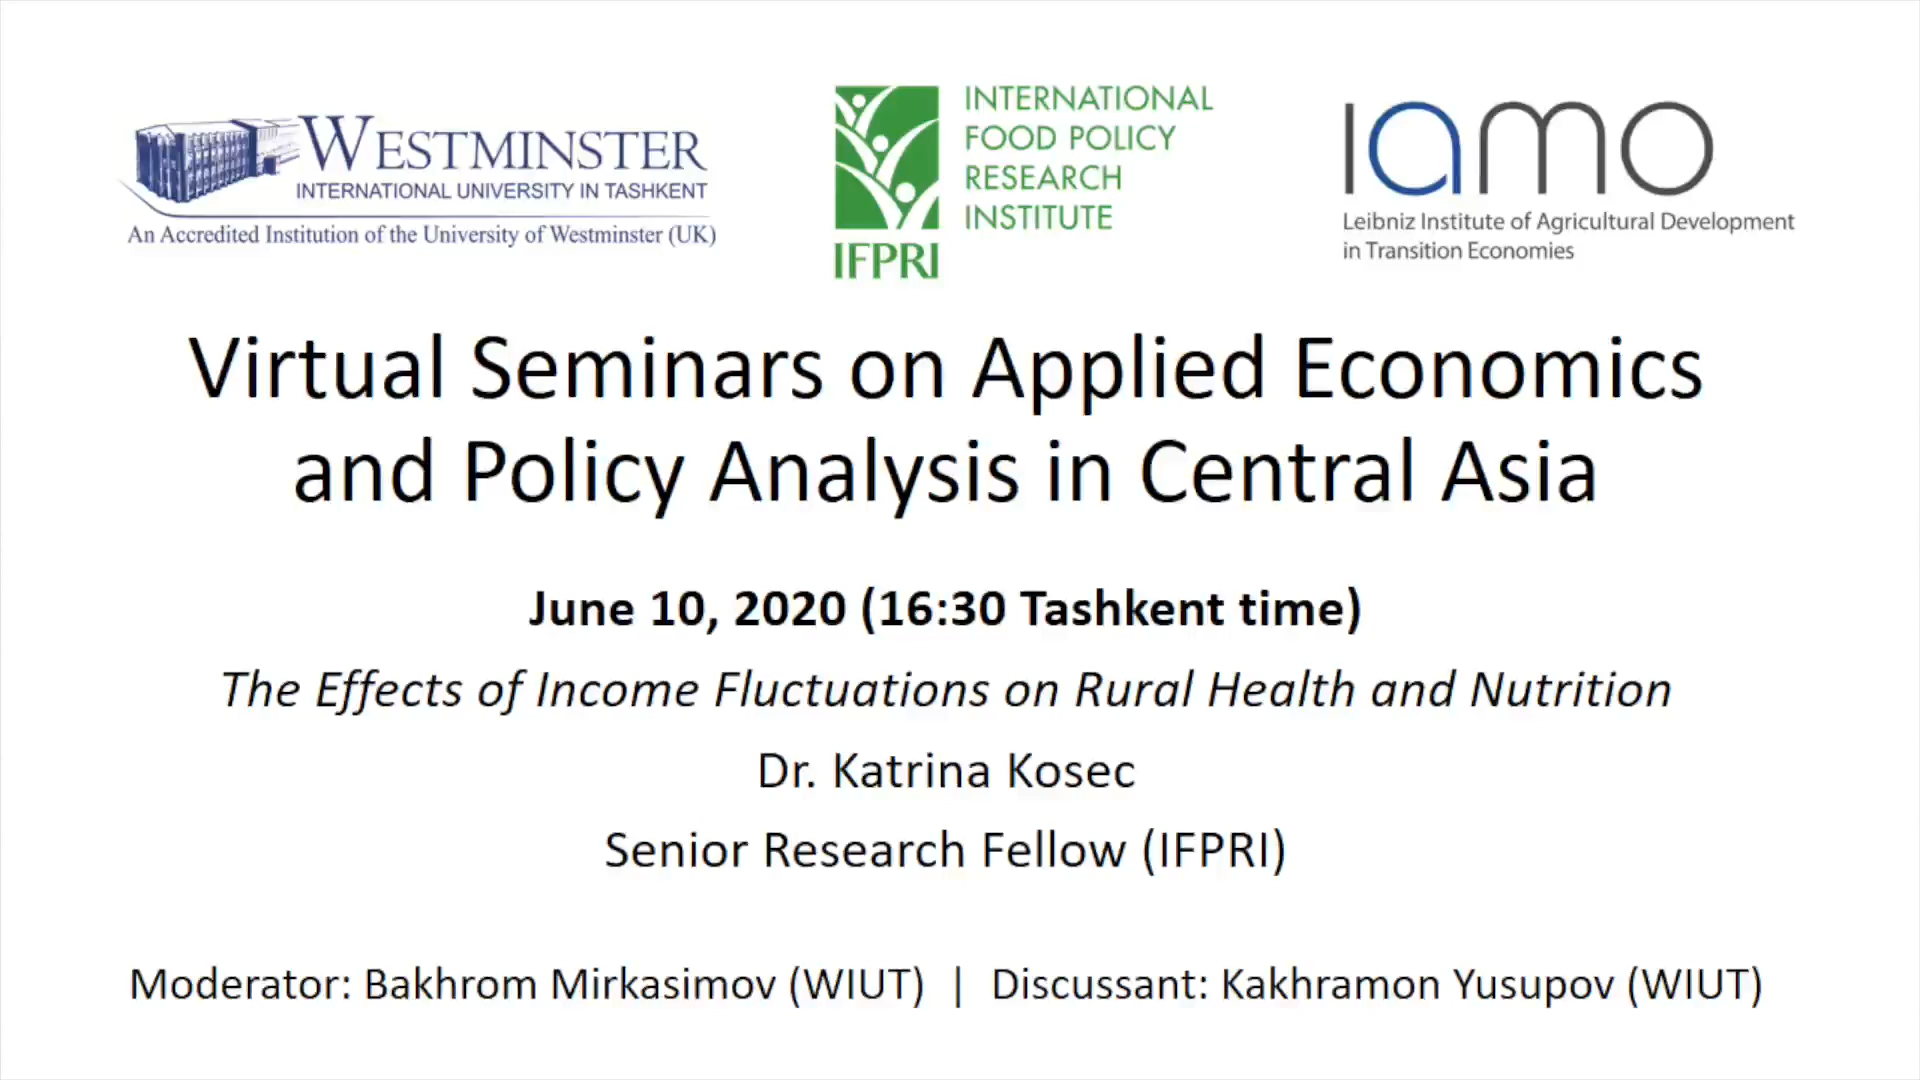 WESTMINSTER
INTERNATIONAL UNIVERSITY IN TASHKENT
An Accredited Institution of the University of Westminster (UK)
INTERNATIONAL
FOOD POLICY
RESEARCH
INSTITUTE
IFPRI
iamo
Leibniz Institute of Agricultural Development
in Transition Economies
Virtual Seminars on Applied Economics
and Policy Analysis in Central Asia
June 10, 2020 (16:30 Tashkent time)
The Effects of Income Fluctuations on Rural Health and Nutrition
Dr. Katrina Kosec
Senior Research Fellow (IFPRI)
Moderator: Bakhrom Mirkasimov (WIUT) | Discussant: Kakhramon Yusupov (WIUT)